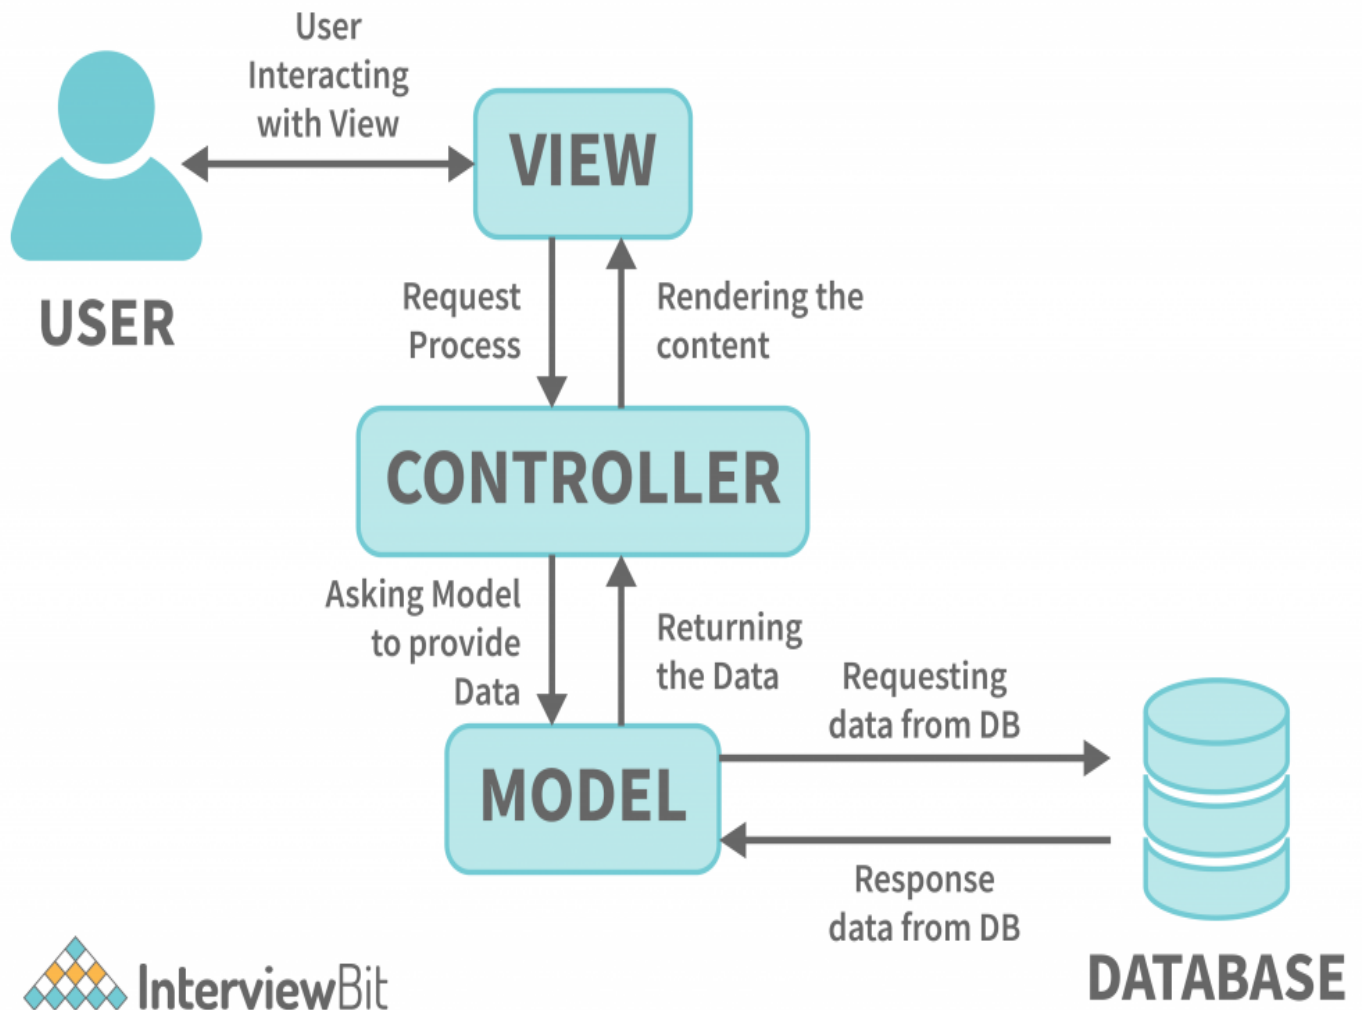 User
Interacting
with View
VIEW
USER
Request
Process
Rendering the
content
CONTROLLER
Asking Model
to provide
Data
Returning
the Data
Requesting
data from DB
MODEL
Response
data from DB
DATABASE
InterviewBit